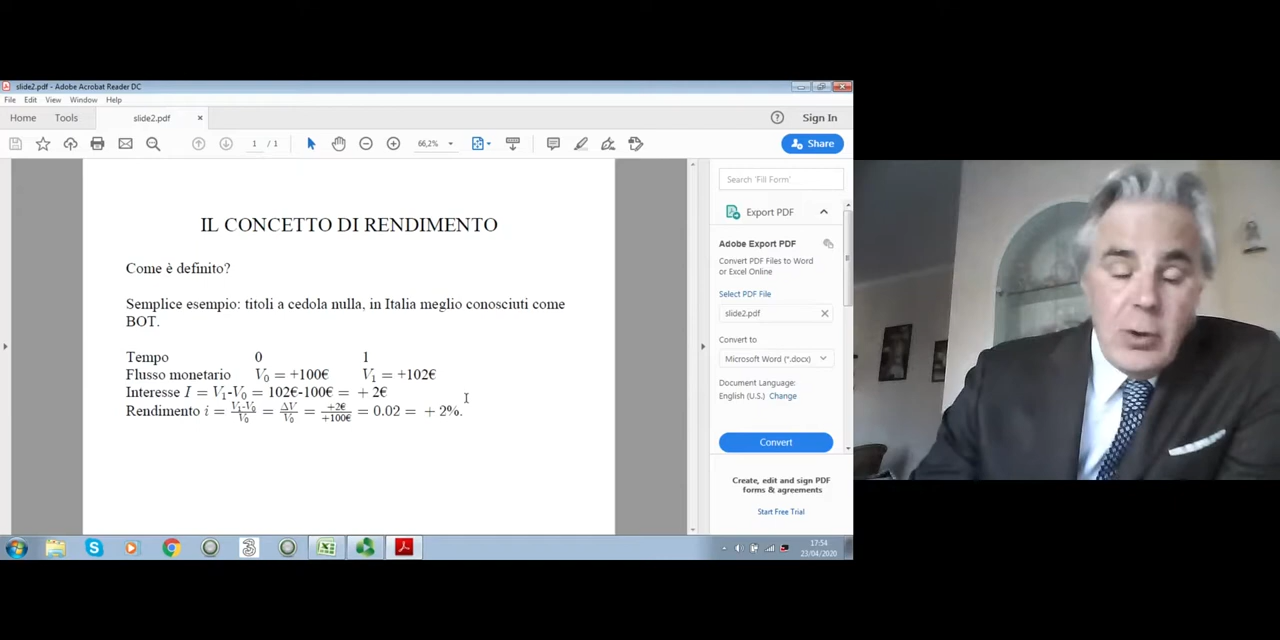 slide2.pdf - Adobe Acrobat Reader DC
File Edit View Window Help
Home Tools slide2.pdf × Sign In
1 / 1 66,2% Share
IL CONCETTO DI RENDIMENTO
Come è definito?
Semplice esempio: titoli a cedola nulla, in Italia meglio conosciuti come
BOT.
Tempo 0 1
Flusso monetario V₀ = +100€ V₁ = +102€
Interesse I = V₁-V₀ = 102€-100€ = + 2€
Rendimento i = (V₁-V₀)/V₀ = ΔV/V₀ = +2€/+100€ = 0.02 = + 2%.
Search 'Fill Form'
Export PDF
Adobe Export PDF
Convert PDF Files to Word
or Excel Online
Select PDF File
slide2.pdf
Convert to
Microsoft Word (*.docx)
Document Language:
English (U.S.) Change
Convert
Create, edit and sign PDF
forms & agreements
Start Free Trial
17:54
23/04/2020